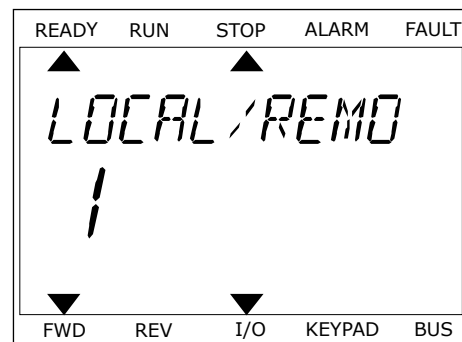 READY RUN STOP ALARM FAULT
LOCAL/REMO
1
FWD REV I/O KEYPAD BUS